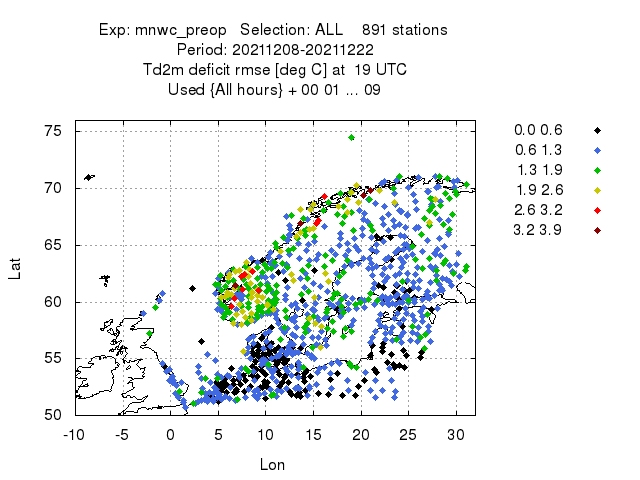 Exp: mnwc_preop   Selection: ALL    891 stations
Period: 20211208-20211222
Td2m deficit rmse [deg C] at  19 UTC
Used {All hours} + 00 01 ... 09
75
70
65
60
55
50
-10 -5 0 5 10 15 20 25 30
Lat
Lon
0.0 0.6
0.6 1.3
1.3 1.9
1.9 2.6
2.6 3.2
3.2 3.9